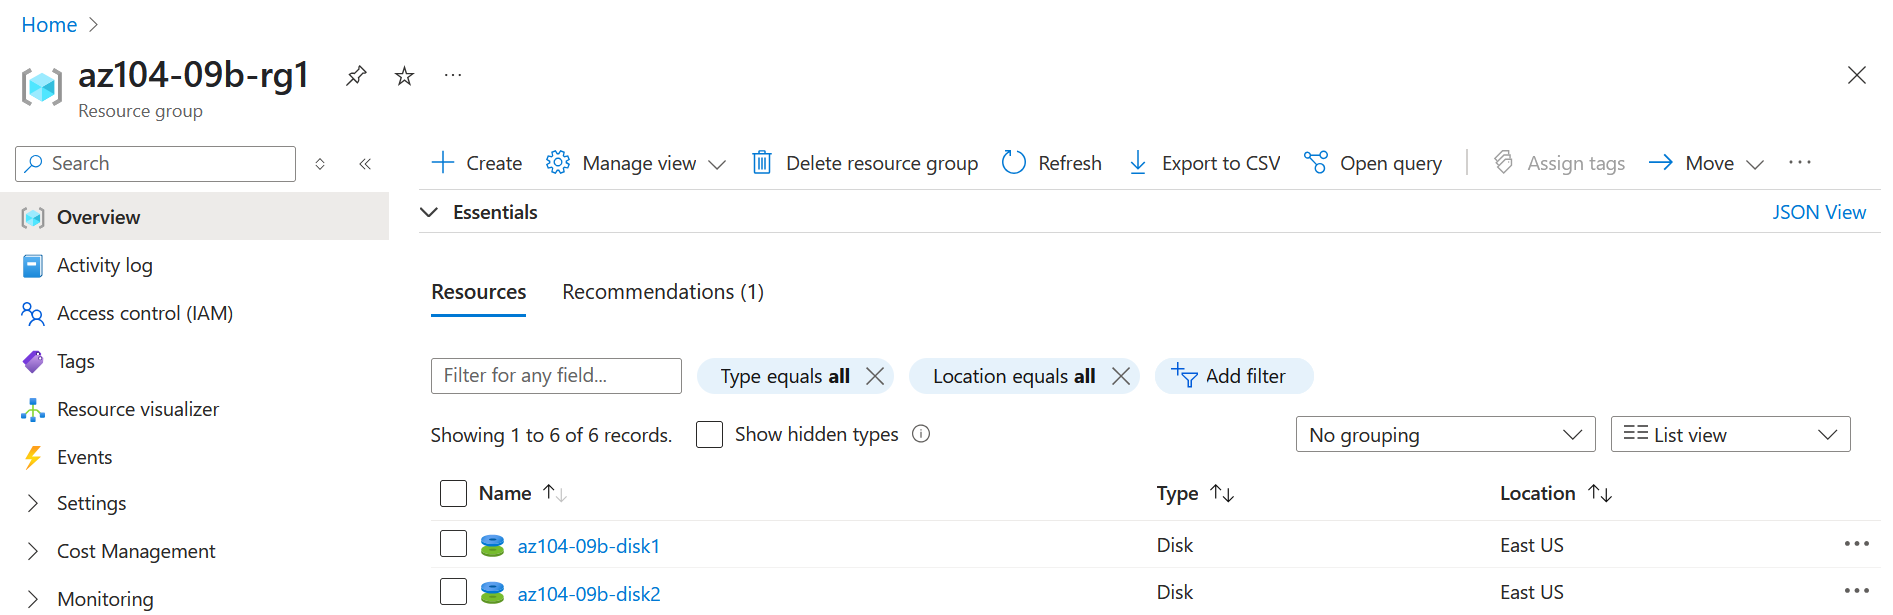 Home
az104-09b-rg1
Resource group
Search
Create Manage view Delete resource group Refresh Export to CSV Open query Assign tags Move
Overview
Activity log
Access control (IAM)
Tags
Resource visualizer
Events
Settings
Cost Management
Monitoring
Essentials JSON View
Resources Recommendations (1)
Filter for any field... Type equals all Location equals all Add filter
Showing 1 to 6 of 6 records. Show hidden types No grouping List view
Name Type Location
az104-09b-disk1 Disk East US
az104-09b-disk2 Disk East US